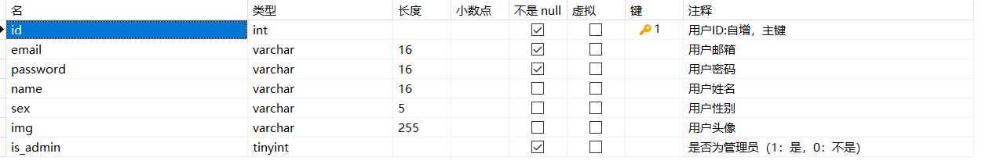 名 类型 长度 小数点 不是 null 虚拟 键 注释
id int 1 用户ID:自增，主键
email varchar 16 用户邮箱
password varchar 16 用户密码
name varchar 16 用户姓名
sex varchar 5 用户性别
img varchar 255 用户头像
is_admin tinyint 是否为管理员（1：是，0：不是）